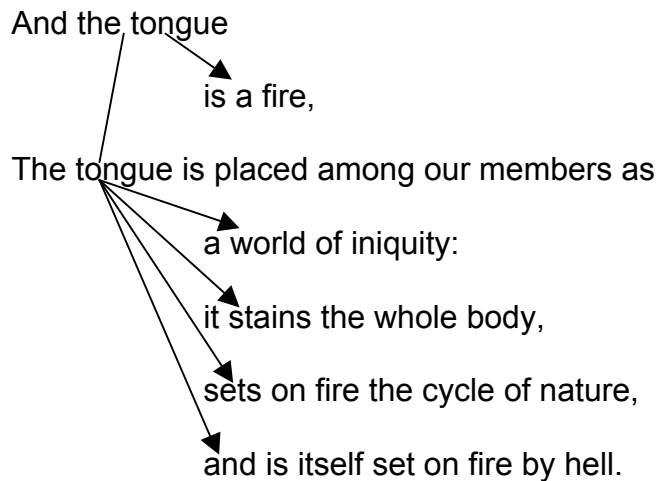 And the tongue
is a fire,
The tongue is placed among our members as
a world of iniquity:
it stains the whole body,
sets on fire the cycle of nature,
and is itself set on fire by hell.